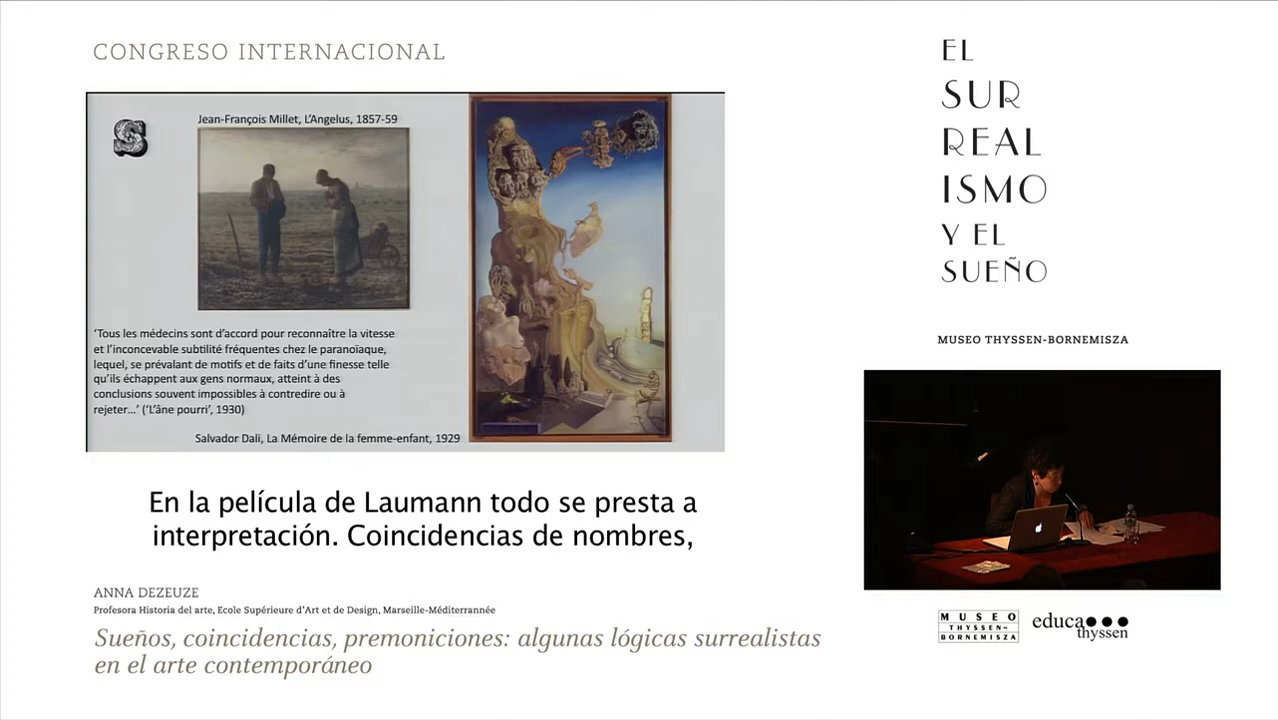 CONGRESO INTERNACIONAL
S
Jean-François Millet, L'Angelus, 1857-59
'Tous les médecins sont d'accord pour reconnaître la vitesse
et l'inconcevable subtilité fréquentes chez le paranoïaque,
lequel, se prévalant de motifs et de faits d'une finesse telle
qu'ils échappent aux gens normaux, atteint à des
conclusions souvent impossibles à contredire ou à
rejeter...' ('L'âne pourri', 1930)
Salvador Dali, La Mémoire de la femme-enfant, 1929
En la película de Laumann todo se presta a
interpretación. Coincidencias de nombres,
ANNA DEZEUZE
Profesora Historia del arte, Ecole Supérieure d'Art et de Design, Marseille-Méditerrannée
Sueños, coincidencias, premoniciones: algunas lógicas surrealistas
en el arte contemporáneo
EL
SUR
REAL
ISMO
Y EL
SUEÑO
MUSEO THYSSEN-BORNEMISZA
MUSEO
THYSSEN-
BORNEMISZA
educa
thyssen